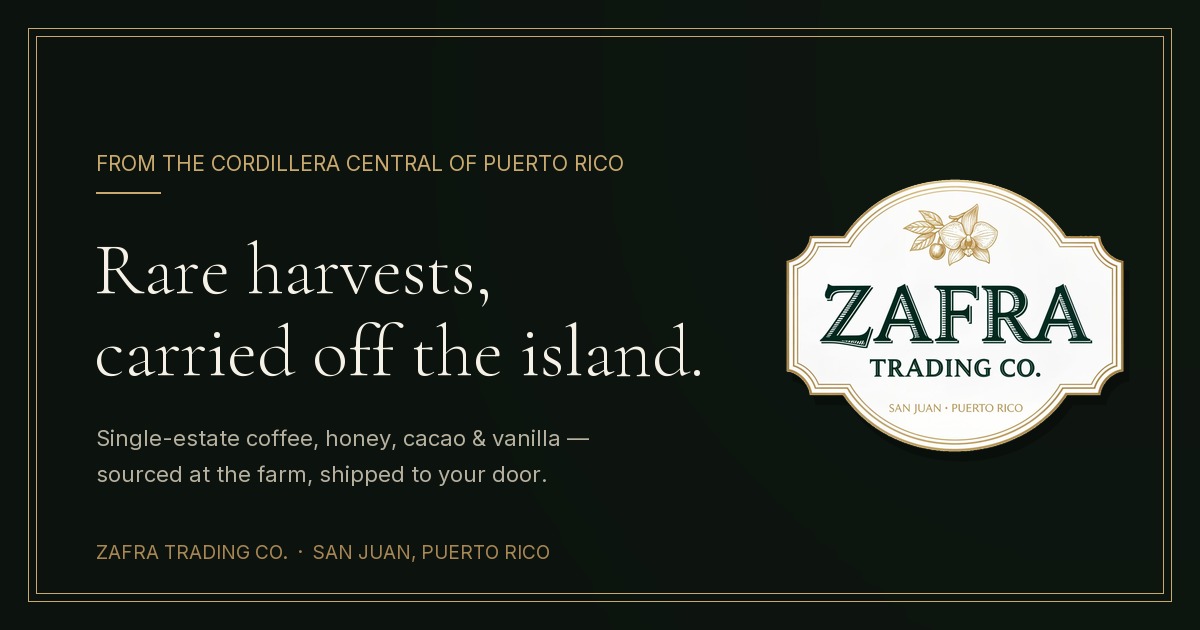 FROM THE CORDILLERA CENTRAL OF PUERTO RICO
Rare harvests,
carried off the island.
Single-estate coffee, honey, cacao & vanilla —
sourced at the farm, shipped to your door.
ZAFRA TRADING CO. · SAN JUAN, PUERTO RICO
ZAFRA
TRADING CO.
SAN JUAN • PUERTO RICO